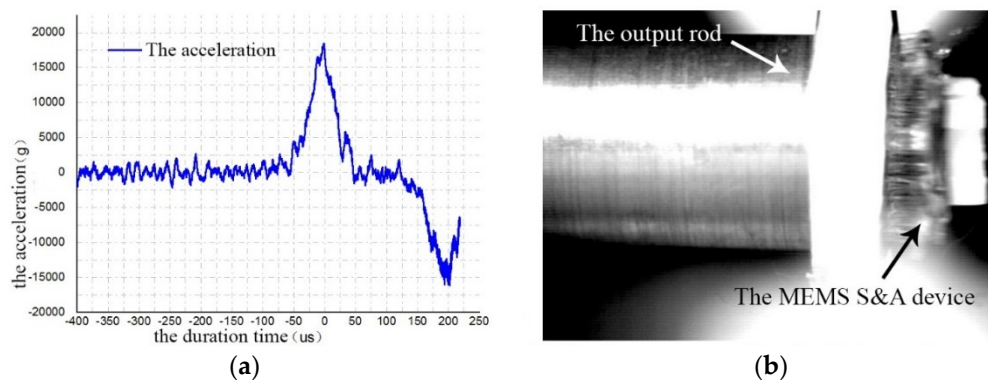 20000
15000
10000
5000
0
-5000
-10000
-15000
-20000
the acceleration(g)
The acceleration
-400 -350 -300 -250 -200 -150 -100 -50 0 50 100 150 200 250
the duration time(us)
(a)
The output rod
The MEMS S&A device
(b)